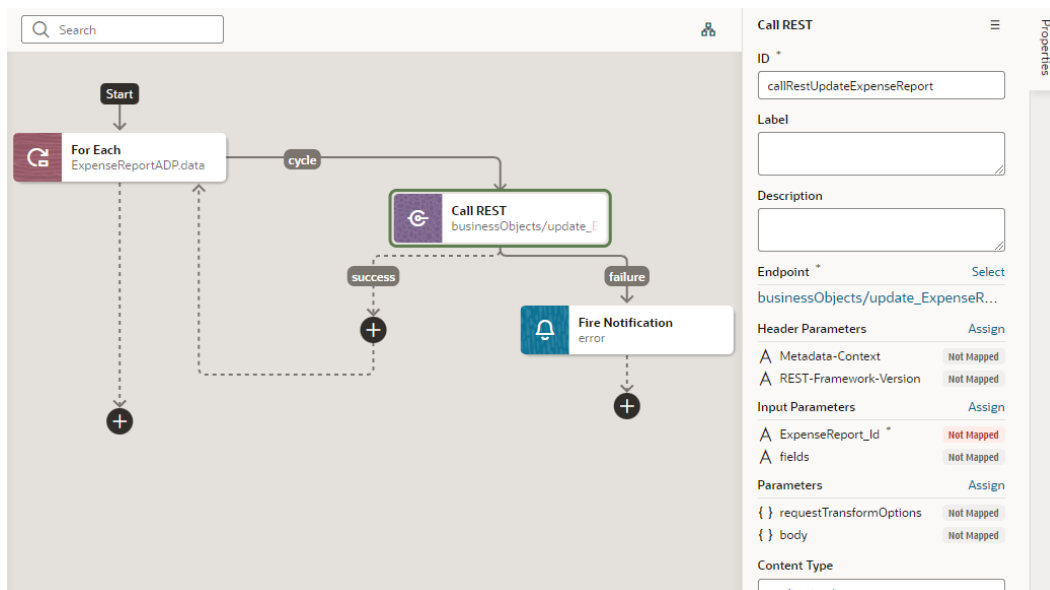 Search
Start
For Each
ExpenseReportADP.data
cycle
Call REST
businessObjects/update_E
success
failure
Fire Notification
error
Call REST
ID *
callRestUpdateExpenseReport
Label
Description
Endpoint * Select
businessObjects/update_ExpenseR...
Header Parameters Assign
Metadata-Context Not Mapped
REST-Framework-Version Not Mapped
Input Parameters Assign
ExpenseReport_Id * Not Mapped
fields Not Mapped
Parameters Assign
{ } requestTransformOptions Not Mapped
{ } body Not Mapped
Content Type
Properties